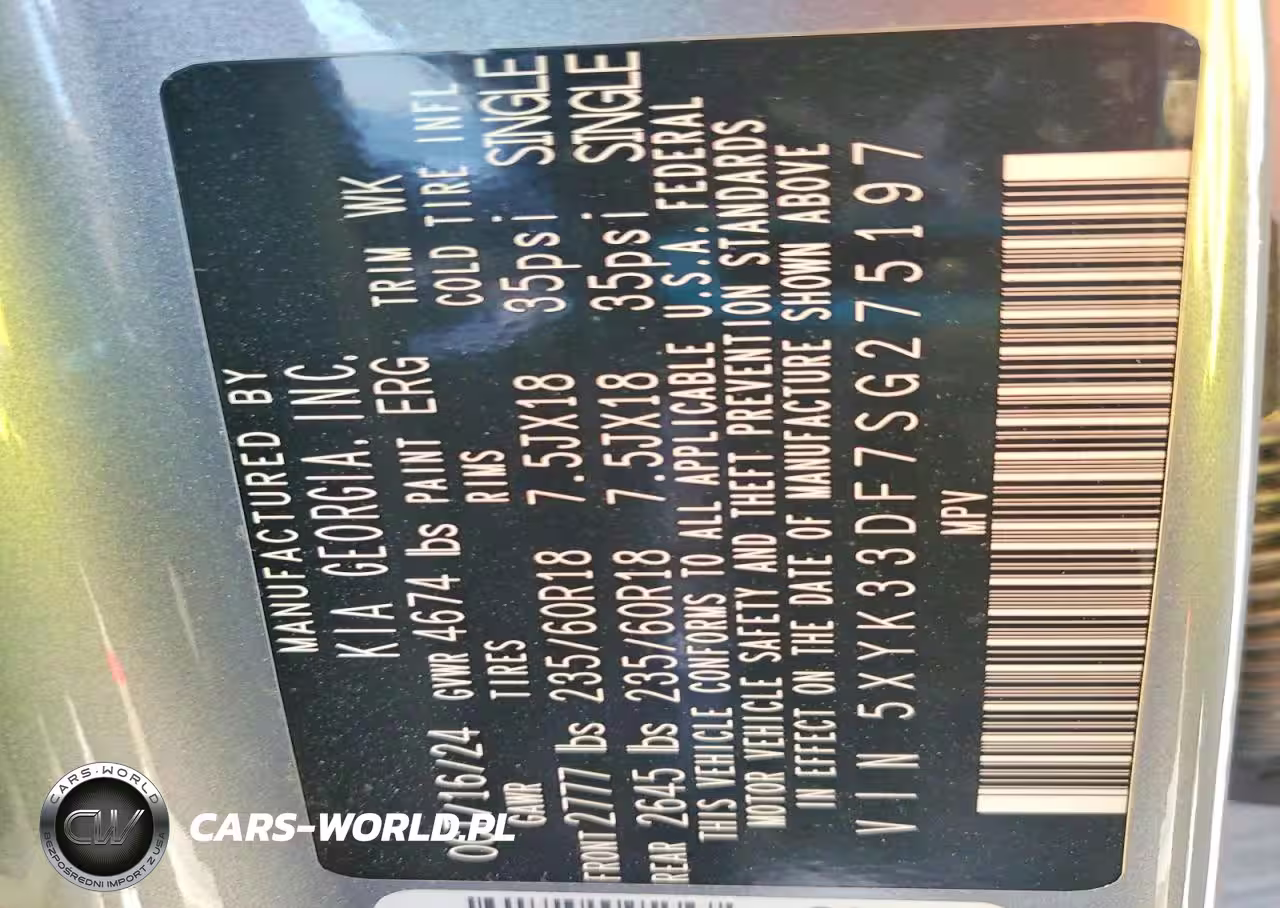 MANUFACTURED BY
KIA GEORGIA, INC.
GVWR 4674 lbs PAINT ERG TRIM WK
GAWR TIRES RIMS COLD TIRE INFL
FRONT 2777 lbs 235/60R18 7.5JX18 35psi SINGLE
REAR 2645 lbs 235/60R18 7.5JX18 35psi SINGLE
THIS VEHICLE CONFORMS TO ALL APPLICABLE U.S.A. FEDERAL
MOTOR VEHICLE SAFETY AND THEFT PREVENTION STANDARDS
IN EFFECT ON THE DATE OF MANUFACTURE SHOWN ABOVE
VIN 5XYK33DF7SG275197
MPV
CARS-WORLD
CW
BEZPOŚREDNI IMPORT Z USA
CARS-WORLD.PL